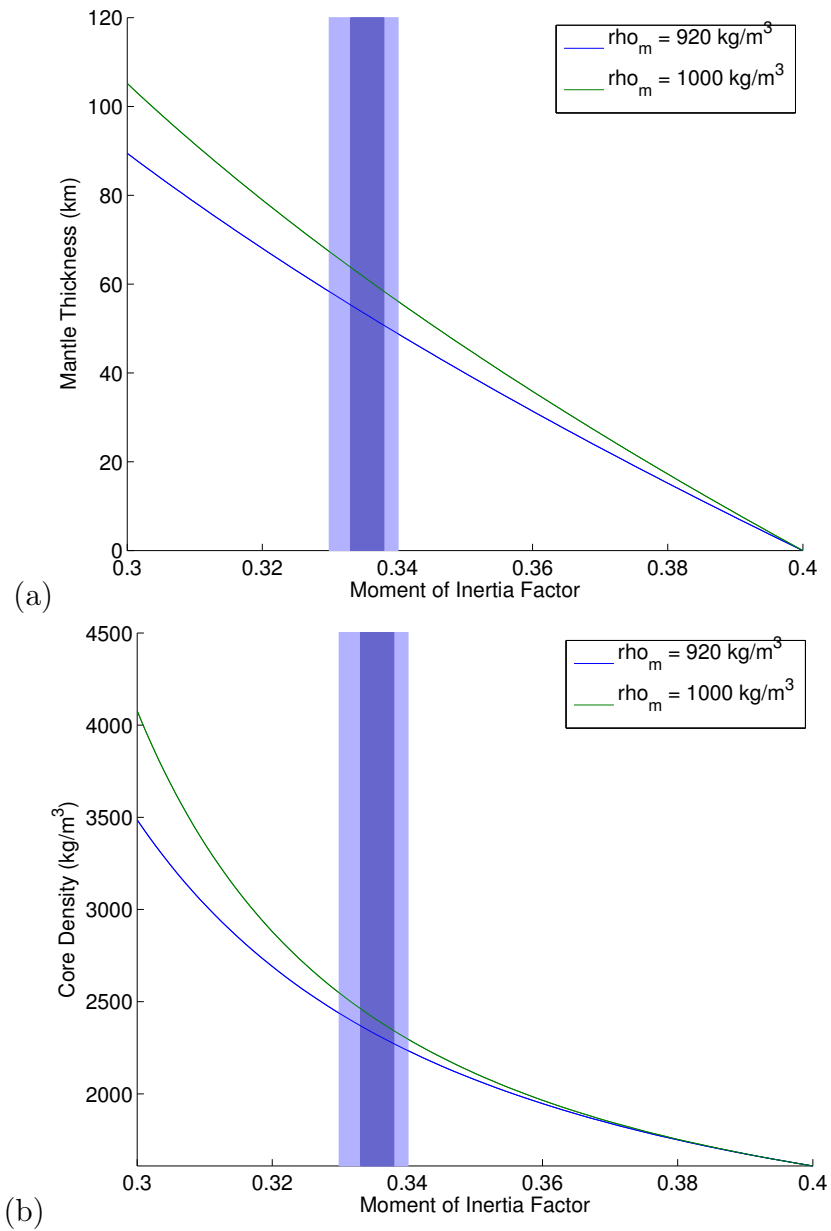 120
100
80
60
40
20
0
Mantle Thickness (km)
rho_m = 920 kg/m^3
rho_m = 1000 kg/m^3
0.3 0.32 0.34 0.36 0.38 0.4
Moment of Inertia Factor
(a)
4500
4000
3500
3000
2500
2000
Core Density (kg/m^3)
rho_m = 920 kg/m^3
rho_m = 1000 kg/m^3
0.3 0.32 0.34 0.36 0.38 0.4
Moment of Inertia Factor
(b)